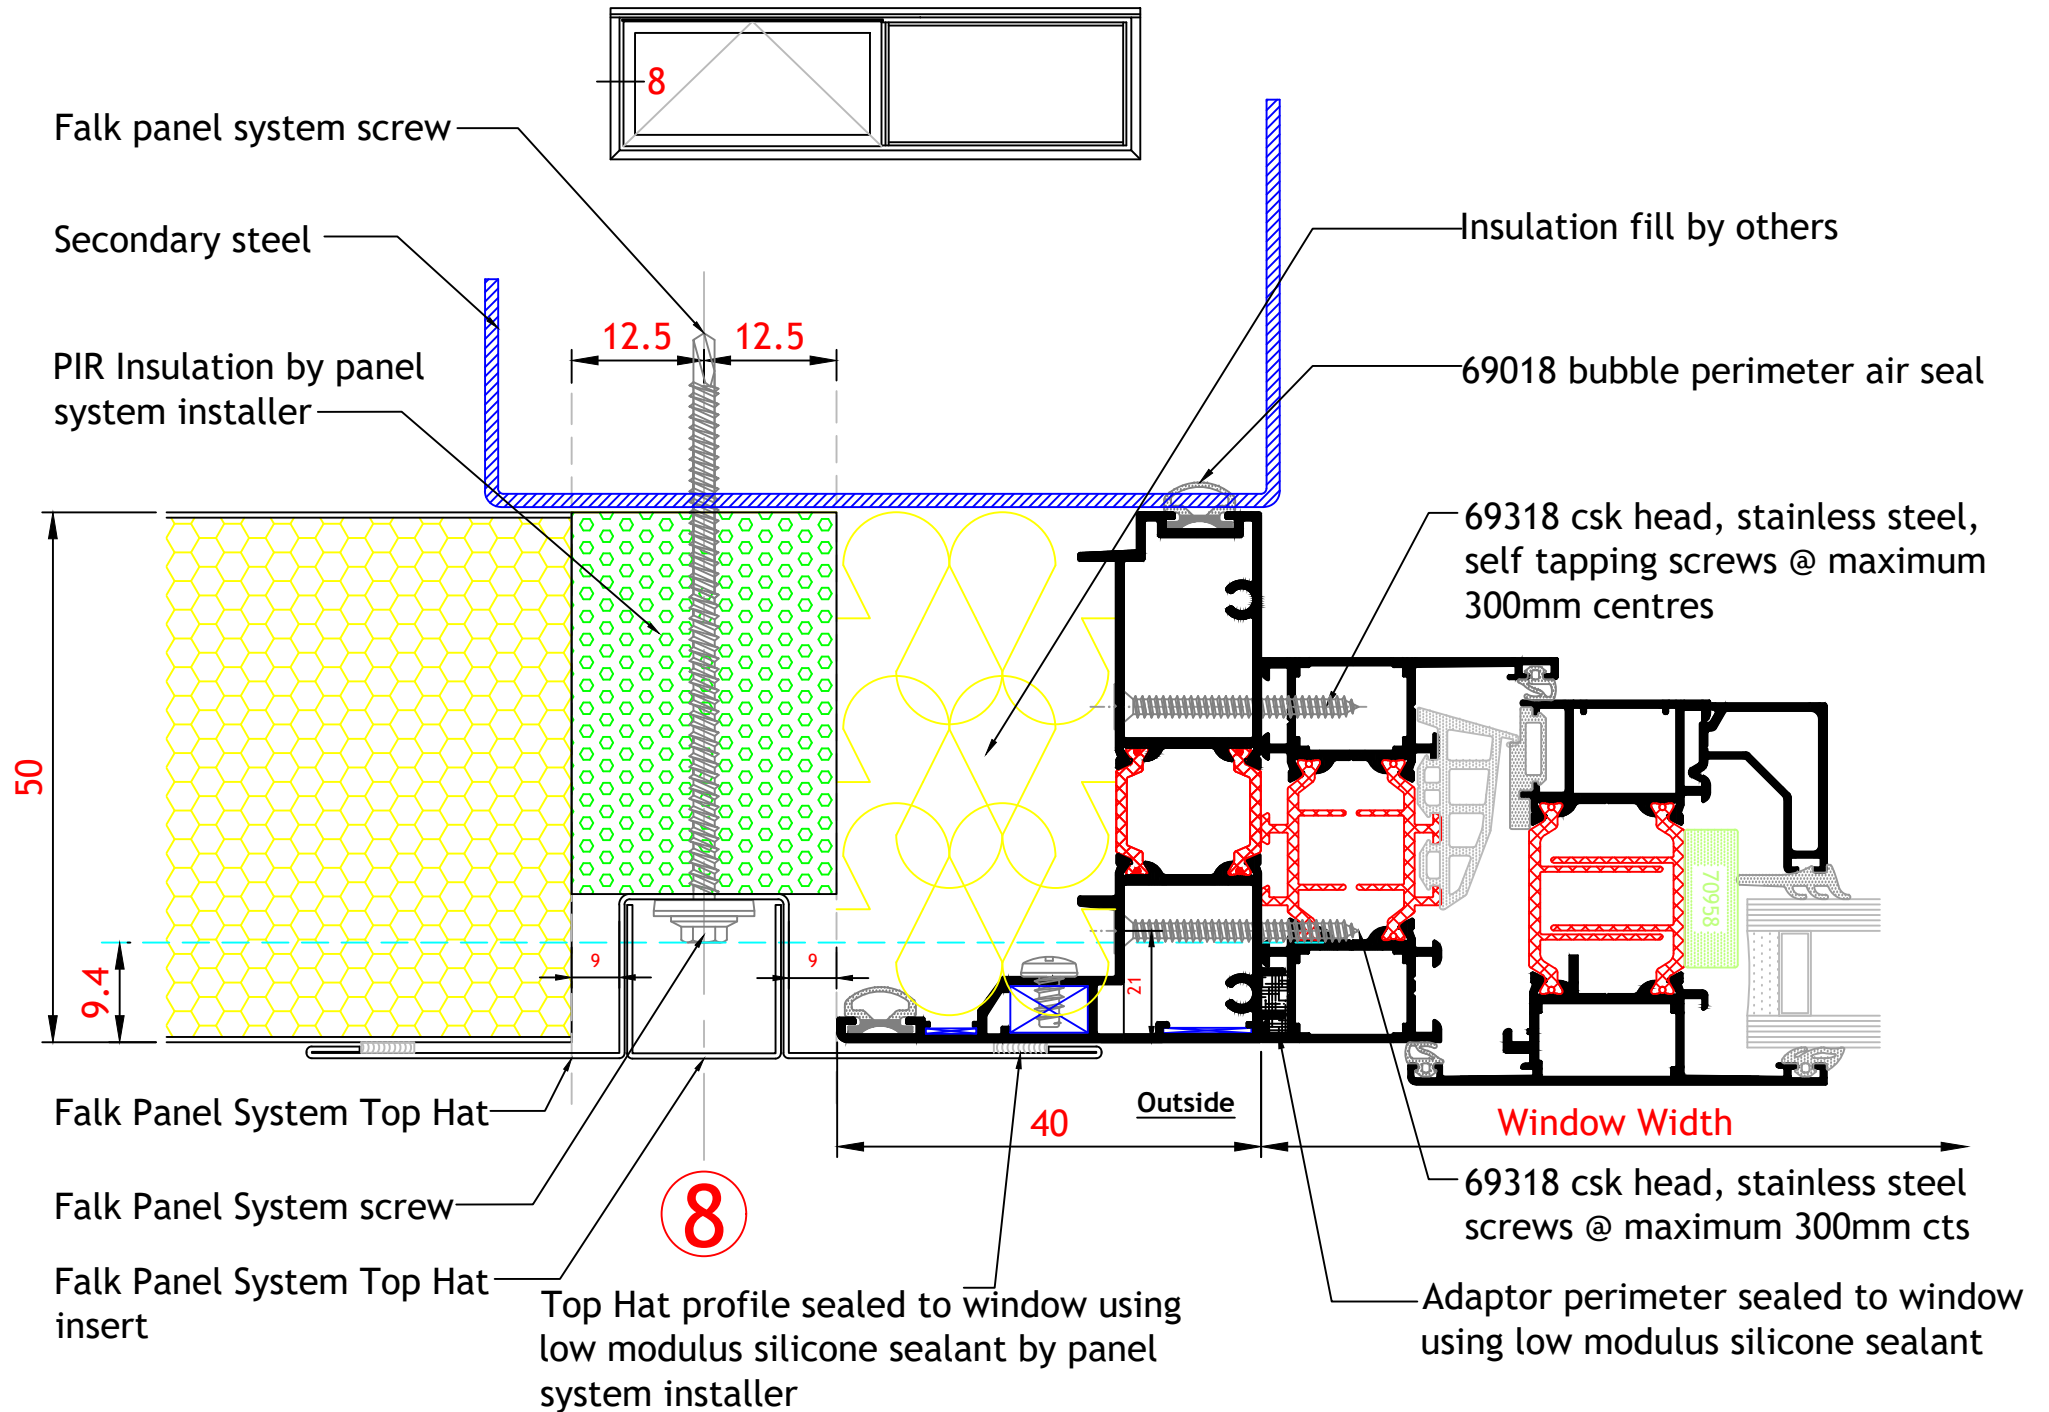 8
Falk panel system screw
Secondary steel
PIR Insulation by panel
system installer
12.5
12.5
Insulation fill by others
69018 bubble perimeter air seal
69318 csk head, stainless steel,
self tapping screws @ maximum
300mm centres
50
9.4
9
9
21
70958
Outside
40
Window Width
Falk Panel System Top Hat
Falk Panel System screw
Falk Panel System Top Hat
insert
8
Top Hat profile sealed to window using
low modulus silicone sealant by panel
system installer
69318 csk head, stainless steel
screws @ maximum 300mm cts
Adaptor perimeter sealed to window
using low modulus silicone sealant